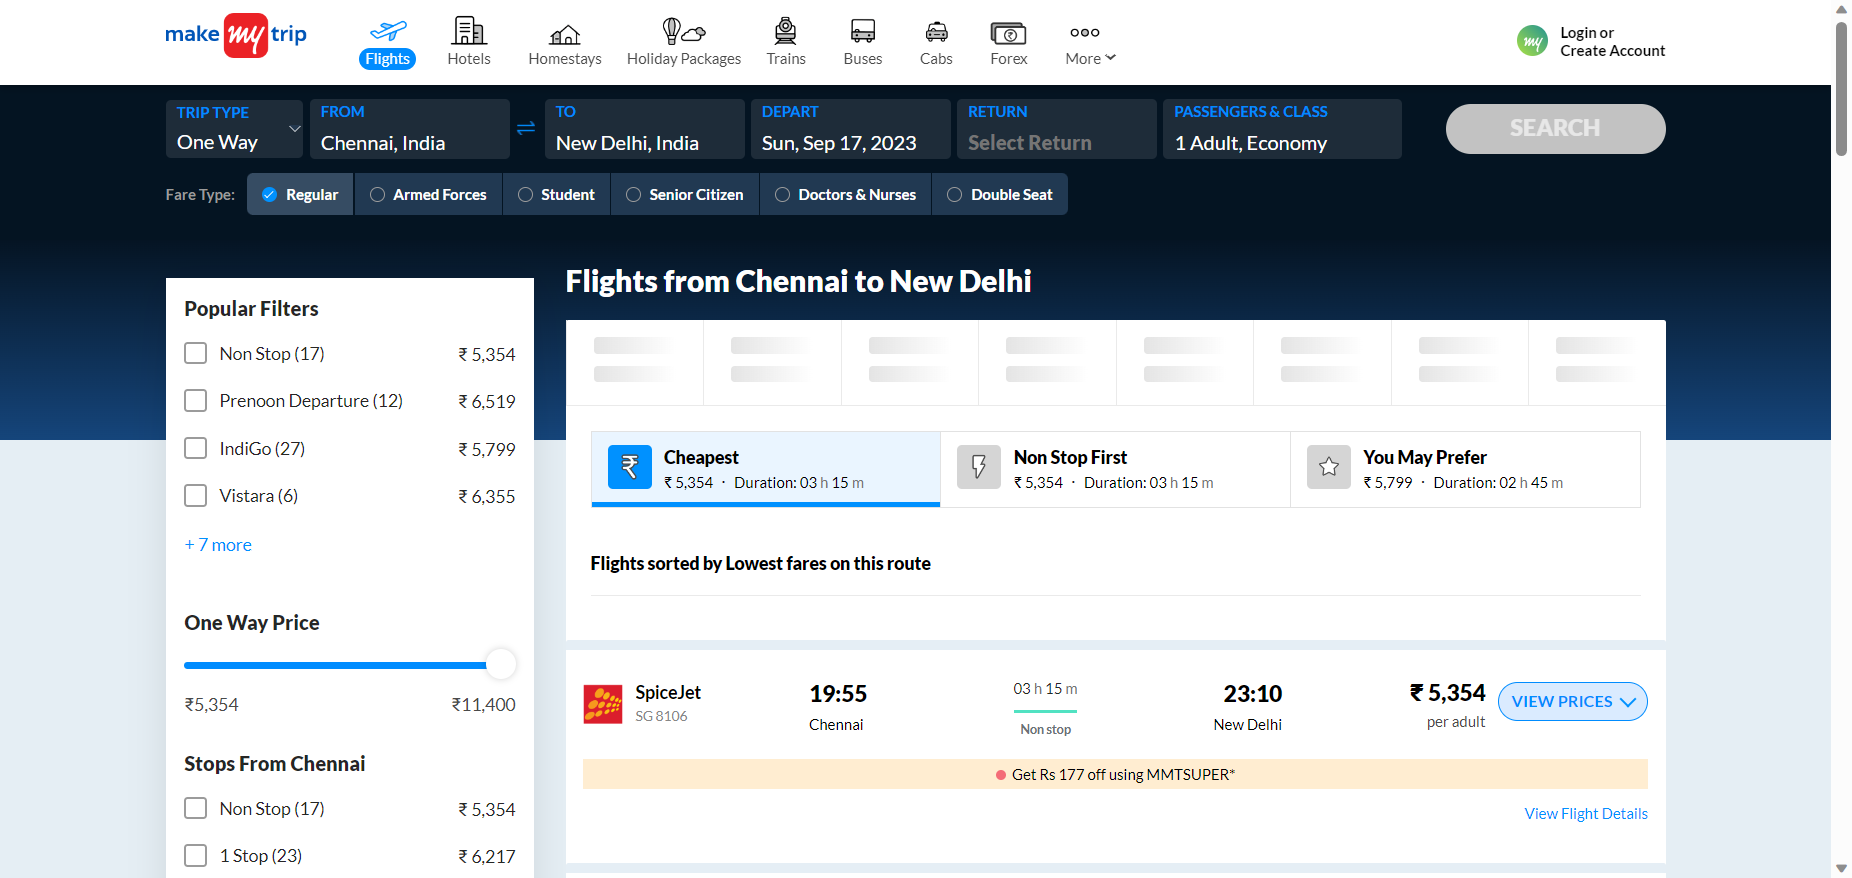 make my trip
Flights
Hotels
Homestays
Holiday Packages
Trains
Buses
Cabs
Forex
More
my
Login or
Create Account
TRIP TYPE
One Way
FROM
Chennai, India
TO
New Delhi, India
DEPART
Sun, Sep 17, 2023
RETURN
Select Return
PASSENGERS & CLASS
1 Adult, Economy
SEARCH
Fare Type:
Regular
Armed Forces
Student
Senior Citizen
Doctors & Nurses
Double Seat
Popular Filters
Non Stop (17) ₹ 5,354
Prenoon Departure (12) ₹ 6,519
IndiGo (27) ₹ 5,799
Vistara (6) ₹ 6,355
+ 7 more
One Way Price
₹5,354 ₹11,400
Stops From Chennai
Non Stop (17) ₹ 5,354
1 Stop (23) ₹ 6,217
Flights from Chennai to New Delhi
Cheapest
₹ 5,354 · Duration: 03 h 15 m
Non Stop First
₹ 5,354 · Duration: 03 h 15 m
You May Prefer
₹ 5,799 · Duration: 02 h 45 m
Flights sorted by Lowest fares on this route
SpiceJet
SG 8106
19:55
Chennai
03 h 15 m
Non stop
23:10
New Delhi
₹ 5,354
per adult
VIEW PRICES
Get Rs 177 off using MMTSUPER*
View Flight Details